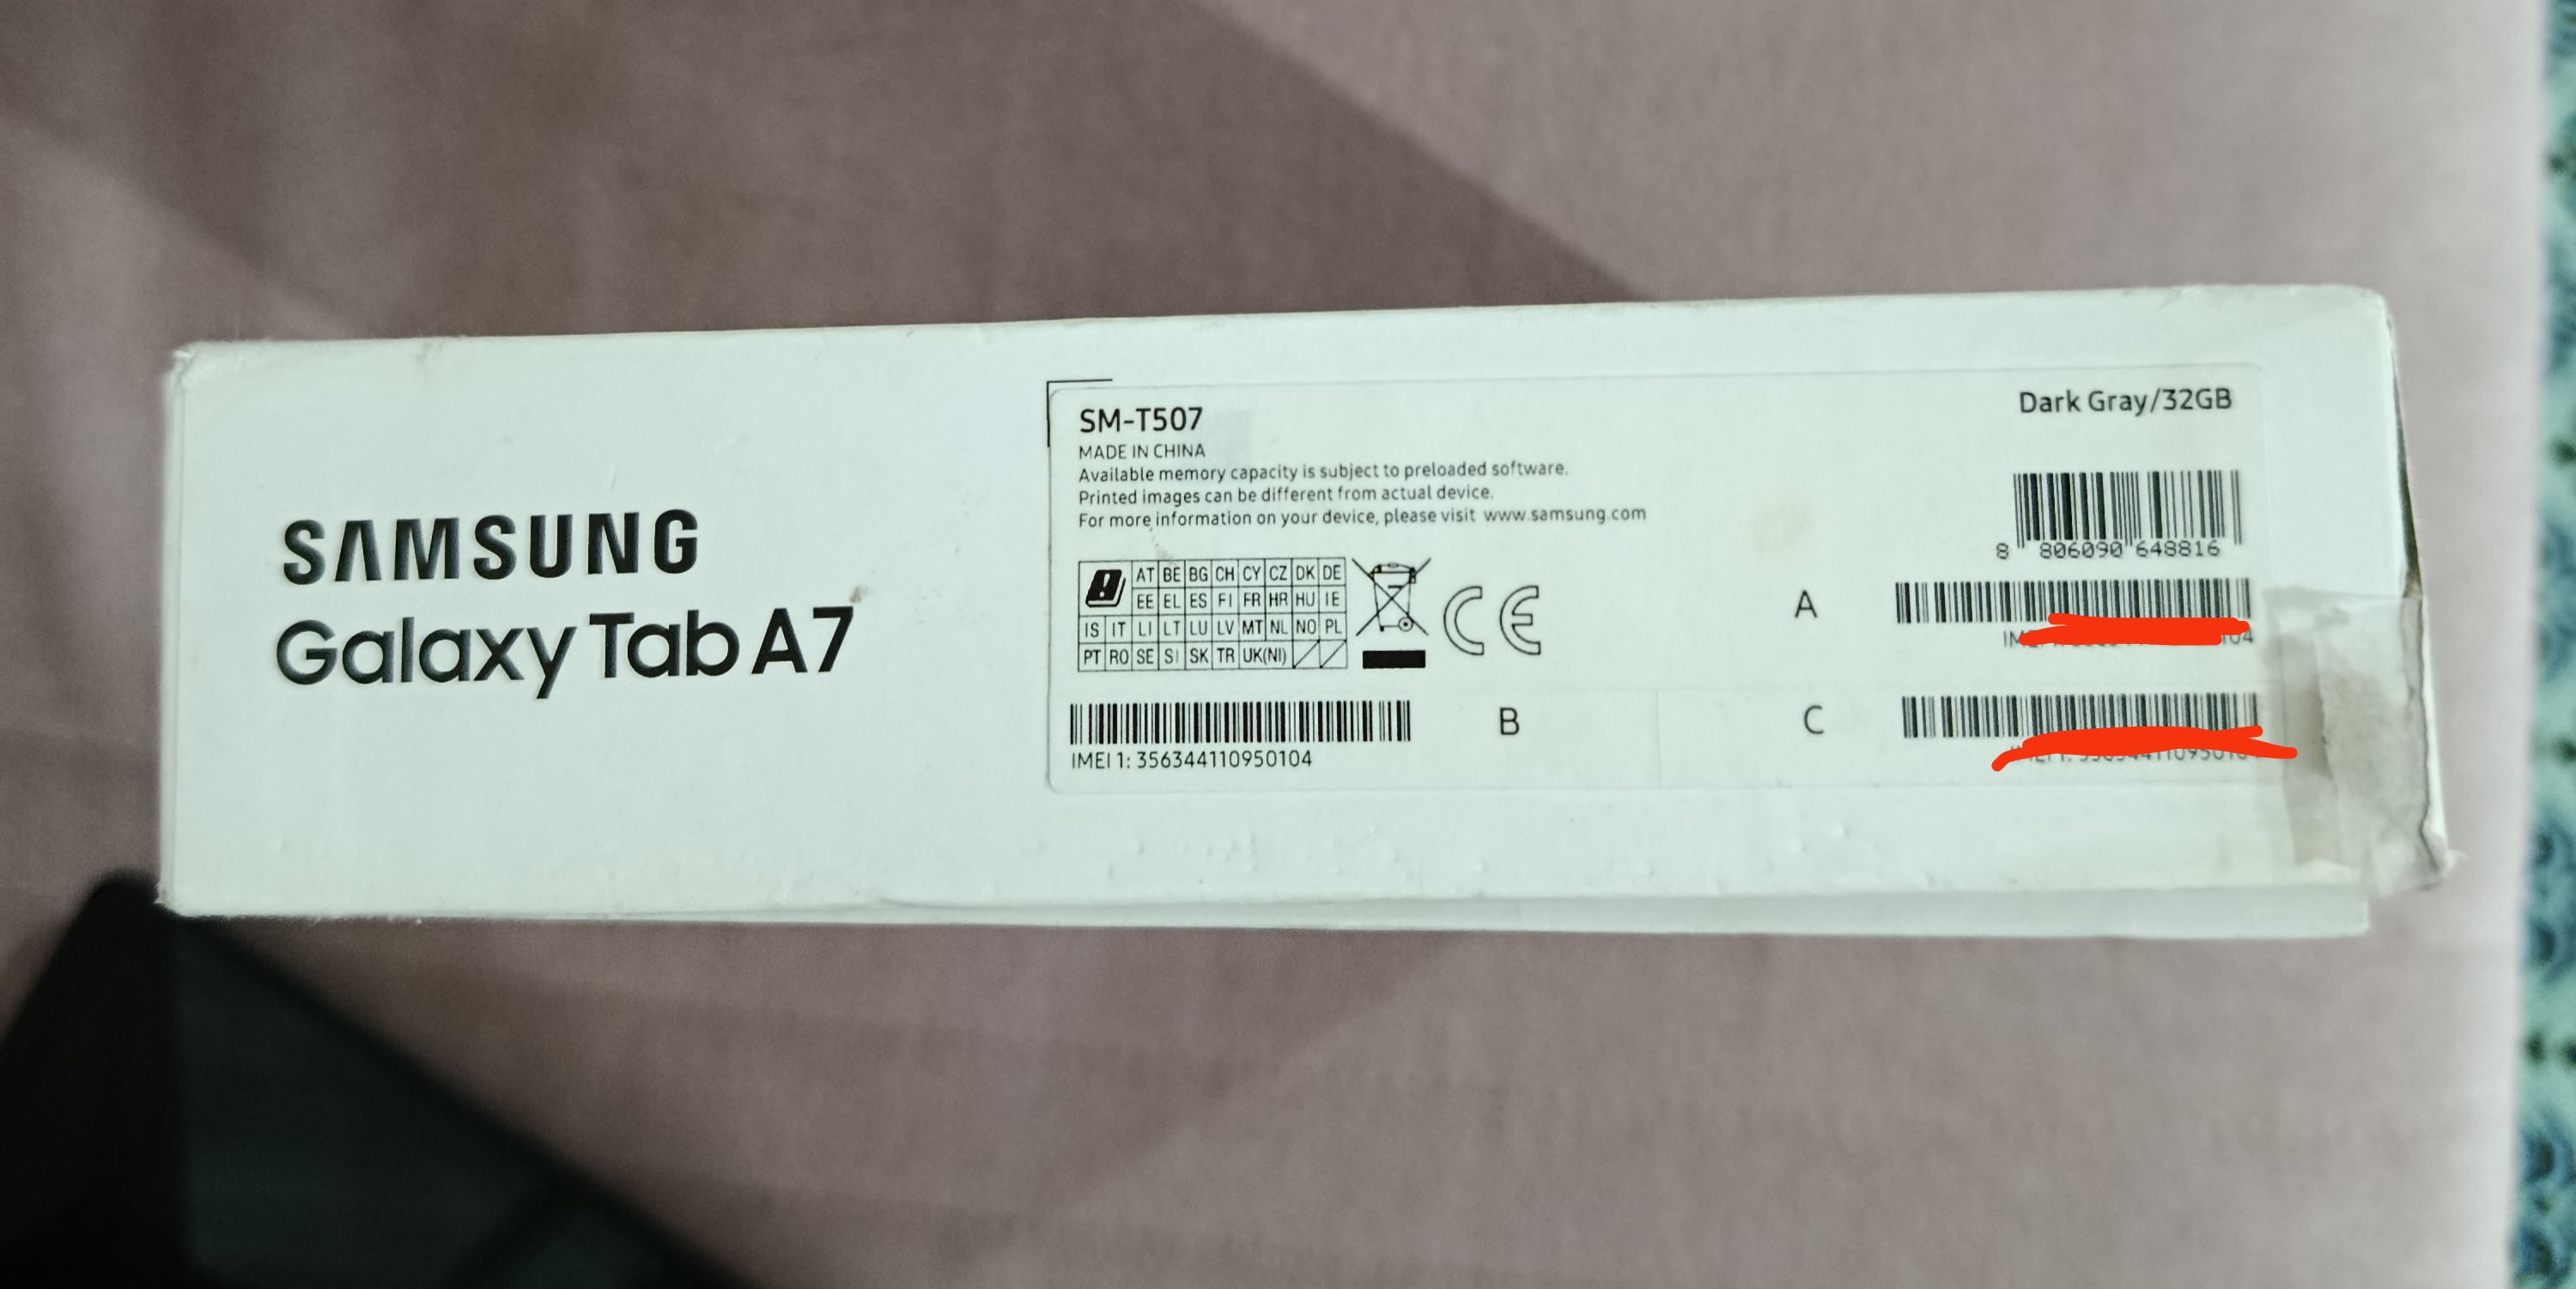 SAMSUNG
Galaxy Tab A7
SM-T507
MADE IN CHINA
Available memory capacity is subject to preloaded software.
Printed images can be different from actual device.
For more information on your device, please visit www.samsung.com
Dark Gray/32GB
8 806090 648816
AT BE BG CH CY CZ DK DE
EE EL ES FI FR HR HU IE
IS IT LI LT LU LV MT NL NO PL
PT RO SE SI SK TR UK(NI)
CE
A
B
C
IMEI 1: 356344110950104